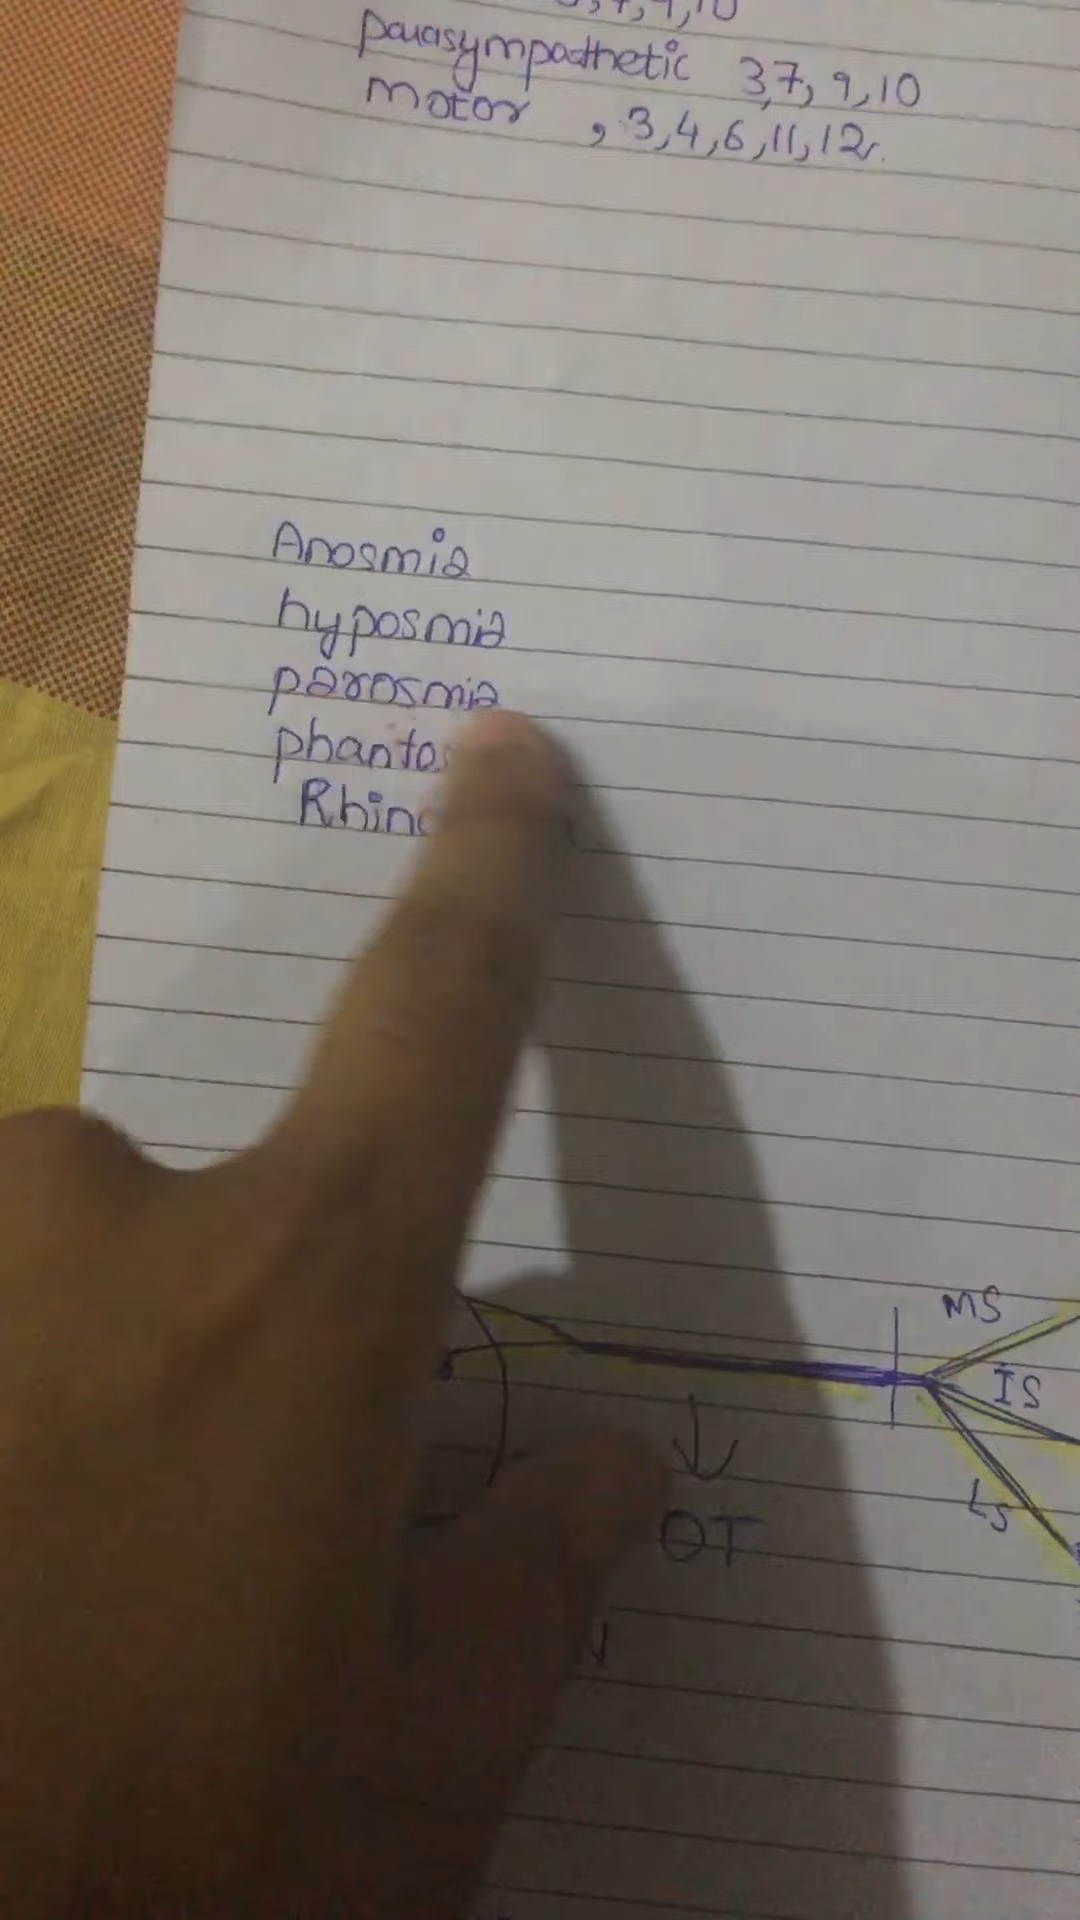 parasympathetic 3,7, 9,10
motor , 3,4,6,11,12.
Anosmia
hyposmia
parosmia
MS
IS
LS
OT